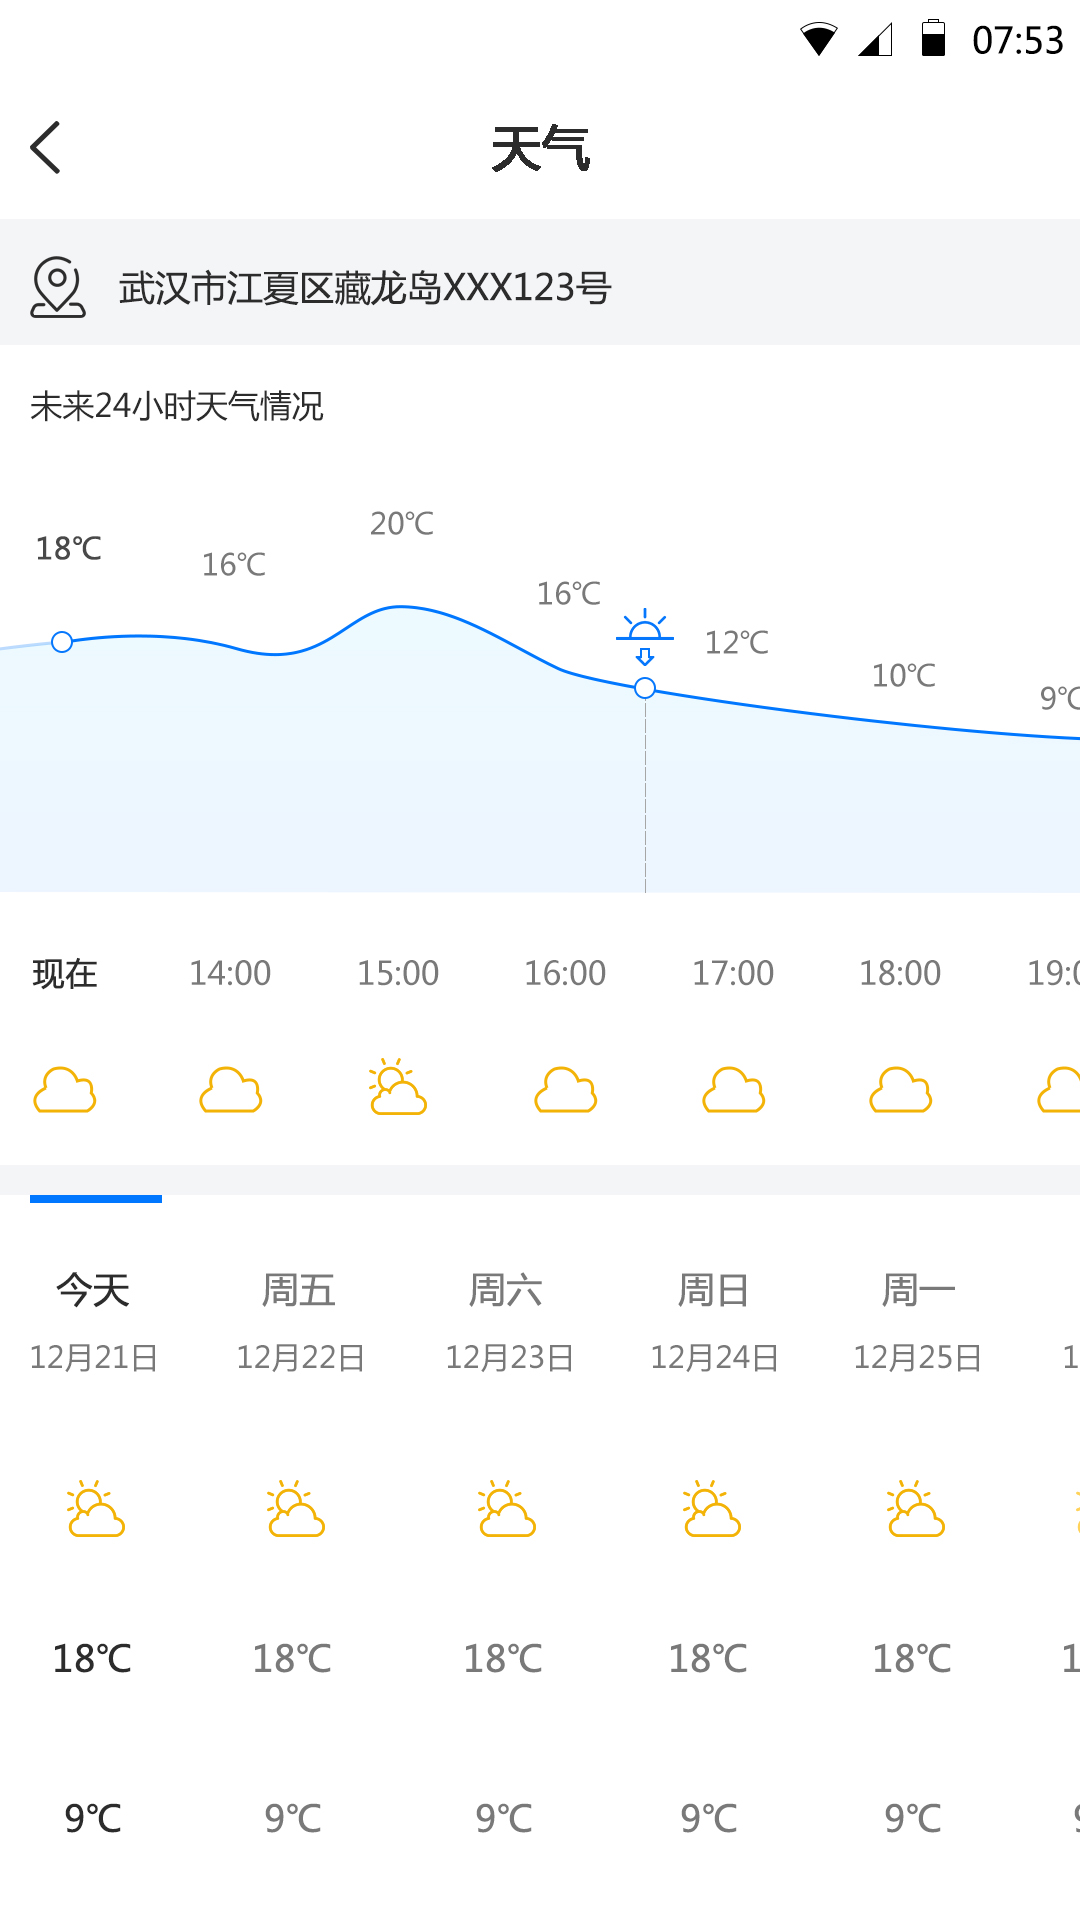 07:53
天气
武汉市江夏区藏龙岛XXX123号
未来24小时天气情况
18℃ 16℃ 20℃ 16℃ 12℃ 10℃ 9℃
现在 14:00 15:00 16:00 17:00 18:00 19:0
今天 周五 周六 周日 周一
12月21日 12月22日 12月23日 12月24日 12月25日 1
18℃ 18℃ 18℃ 18℃ 18℃ 1
9℃ 9℃ 9℃ 9℃ 9℃